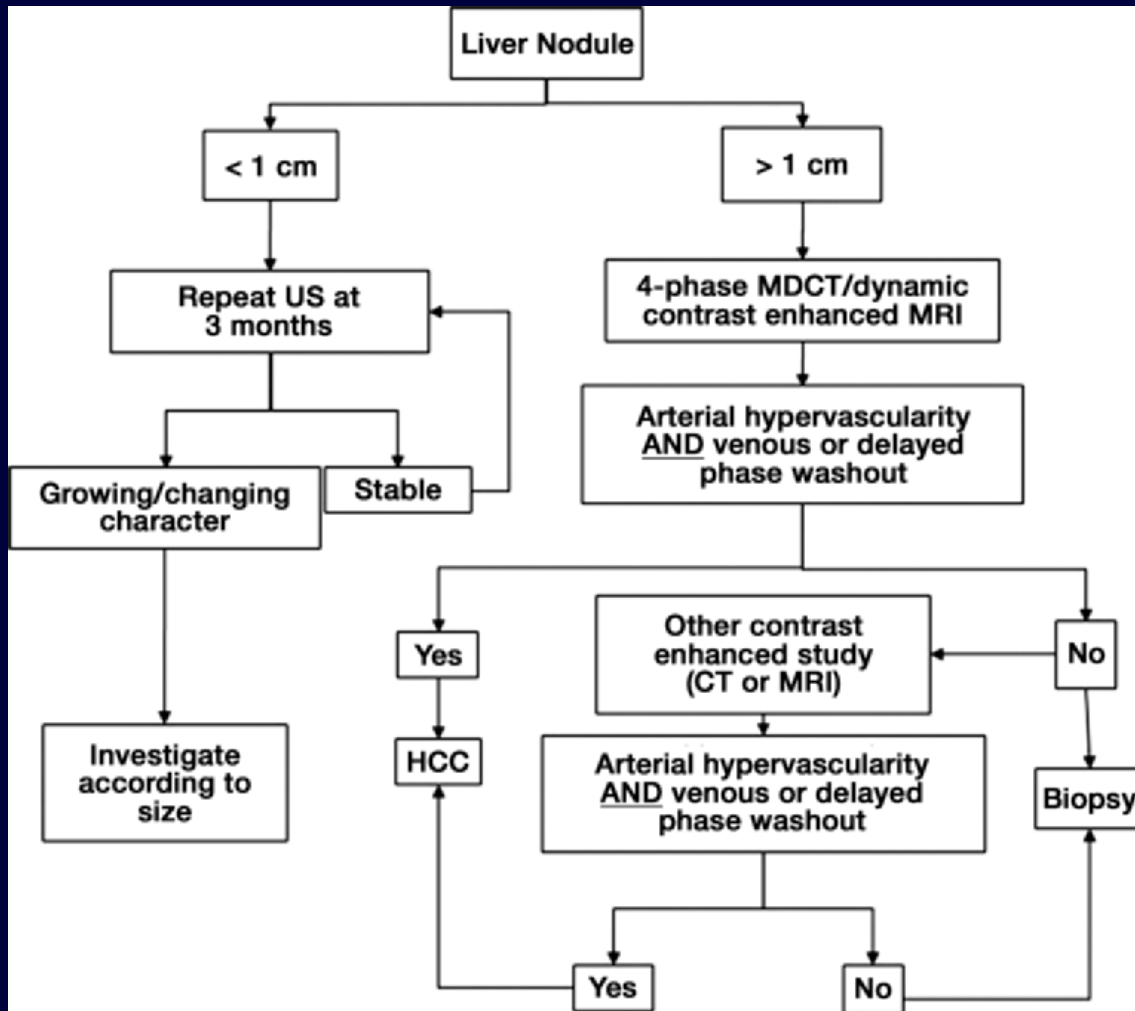 Liver Nodule
< 1 cm
> 1 cm
Repeat US at
3 months
4-phase MDCT/dynamic
contrast enhanced MRI
Arterial hypervascularity
AND venous or delayed
phase washout
Growing/changing
character
Stable
Investigate
according to
size
Yes
HCC
Other contrast
enhanced study
(CT or MRI)
No
Arterial hypervascularity
AND venous or delayed
phase washout
Biopsy
Yes
No